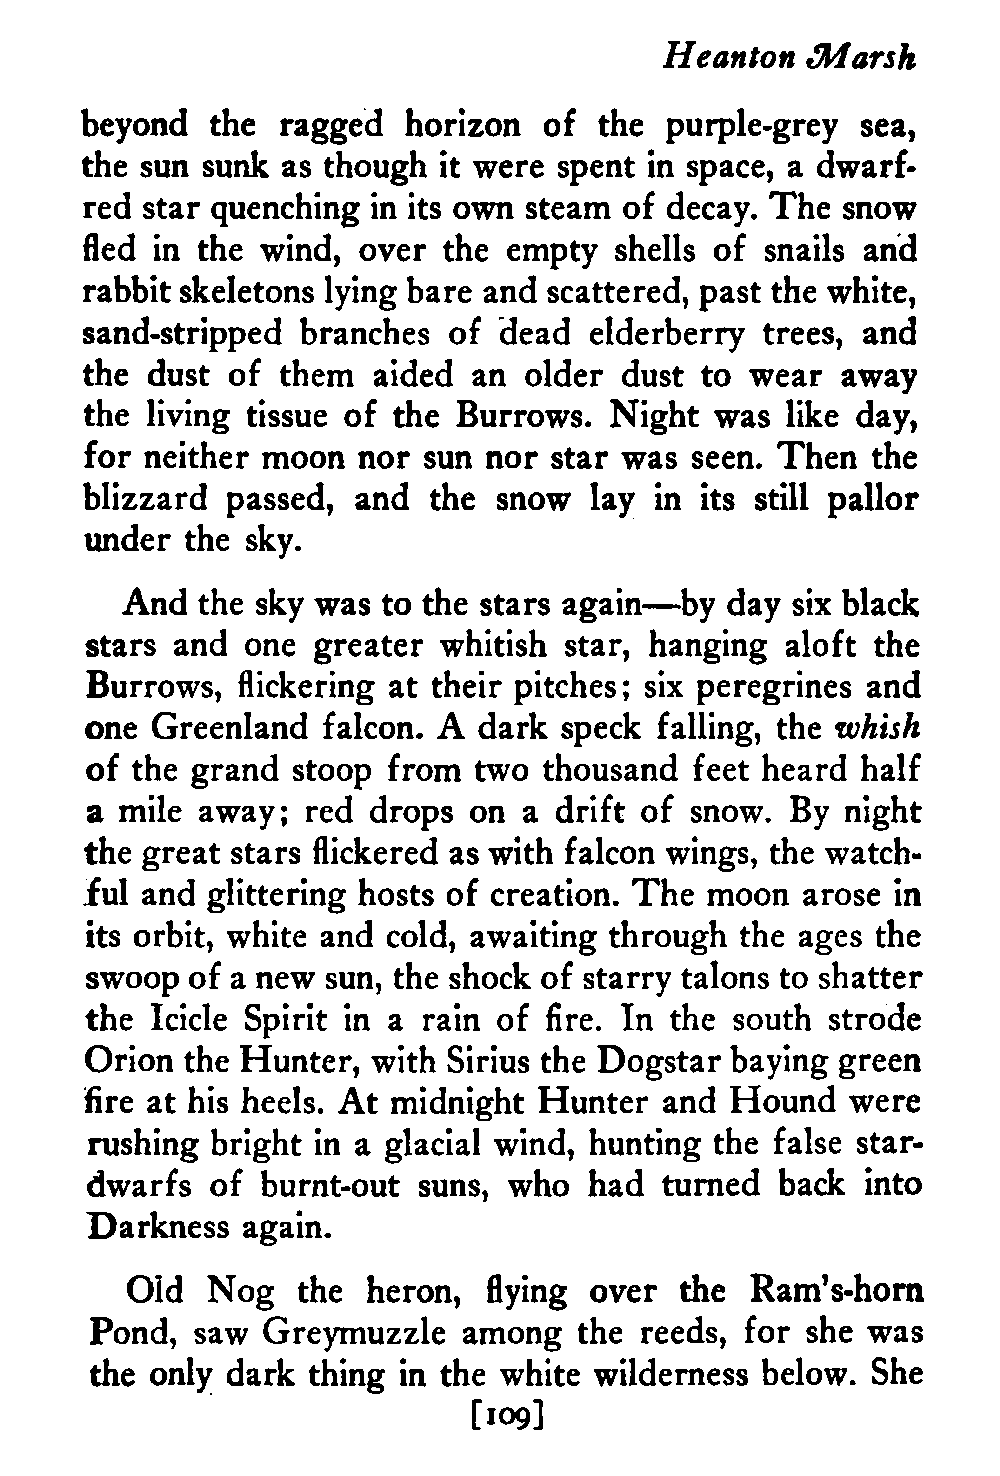 Heanton Marsh
beyond the ragged horizon of the purple-grey sea,
the sun sunk as though it were spent in space, a dwarf-
red star quenching in its own steam of decay. The snow
fled in the wind, over the empty shells of snails and
rabbit skeletons lying bare and scattered, past the white,
sand-stripped branches of dead elderberry trees, and
the dust of them aided an older dust to wear away
the living tissue of the Burrows. Night was like day,
for neither moon nor sun nor star was seen. Then the
blizzard passed, and the snow lay in its still pallor
under the sky.
And the sky was to the stars again—by day six black
stars and one greater whitish star, hanging aloft the
Burrows, flickering at their pitches; six peregrines and
one Greenland falcon. A dark speck falling, the whish
of the grand stoop from two thousand feet heard half
a mile away; red drops on a drift of snow. By night
the great stars flickered as with falcon wings, the watch-
ful and glittering hosts of creation. The moon arose in
its orbit, white and cold, awaiting through the ages the
swoop of a new sun, the shock of starry talons to shatter
the Icicle Spirit in a rain of fire. In the south strode
Orion the Hunter, with Sirius the Dogstar baying green
fire at his heels. At midnight Hunter and Hound were
rushing bright in a glacial wind, hunting the false star-
dwarfs of burnt-out suns, who had turned back into
Darkness again.
Old Nog the heron, flying over the Ram's-horn
Pond, saw Greymuzzle among the reeds, for she was
the only dark thing in the white wilderness below. She
[109]